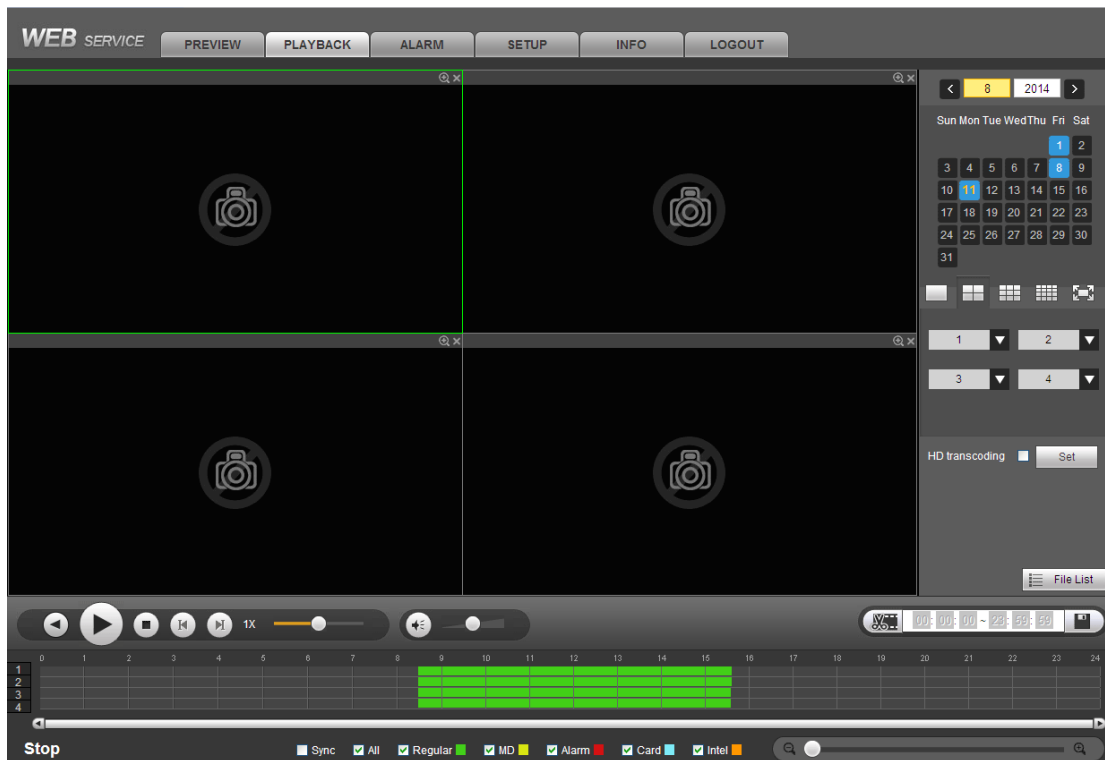 WEB SERVICE PREVIEW PLAYBACK ALARM SETUP INFO LOGOUT
8 2014
Sun Mon Tue Wed Thu Fri Sat
1 2
3 4 5 6 7 8 9
10 11 12 13 14 15 16
17 18 19 20 21 22 23
24 25 26 27 28 29 30
31
1 2
3 4
HD transcoding Set
File List
1X 00: 00: 00 ~ 23: 59: 59
0 1 2 3 4 5 6 7 8 9 10 11 12 13 14 15 16 17 18 19 20 21 22 23 24
1
2
3
4
Stop Sync All Regular MD Alarm Card Intel